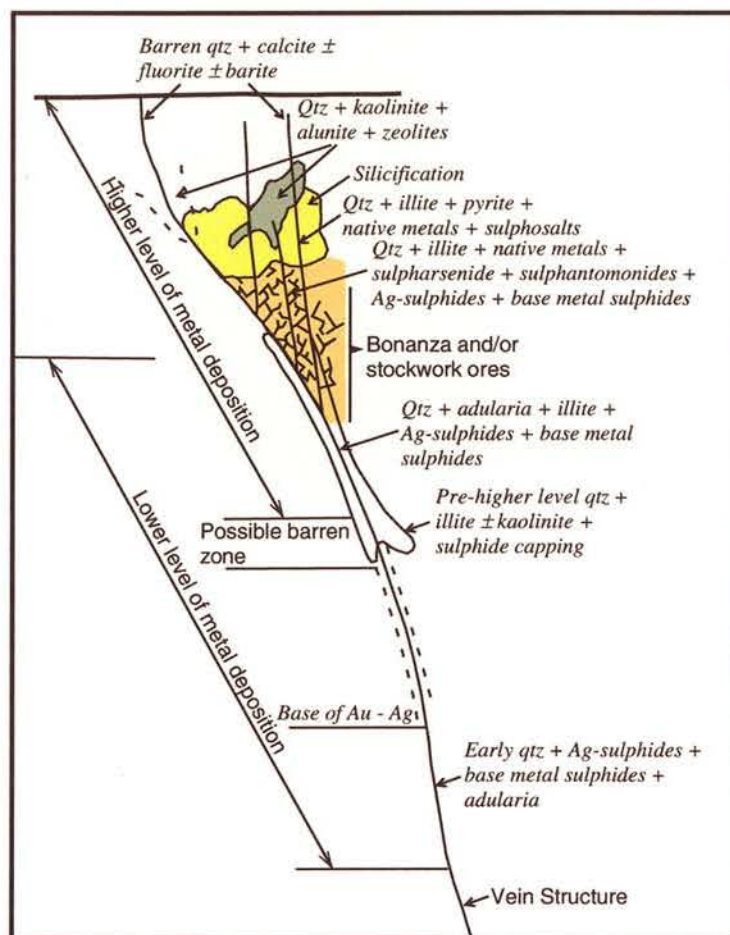 Barren qtz + calcite ±
fluorite ± barite
Qtz + kaolinite +
alunite + zeolites
Silicification
Qtz + illite + pyrite +
native metals + sulphosalts
Qtz + illite + native metals +
sulpharsenide + sulphantomonides +
Ag-sulphides + base metal sulphides
Higher level of metal deposition
Bonanza and/or
stockwork ores
Qtz + adularia + illite +
Ag-sulphides + base metal
sulphides
Pre-higher level qtz +
illite ± kaolinite +
sulphide capping
Possible barren
zone
Lower level of metal deposition
Base of Au - Ag
Early qtz + Ag-sulphides +
base metal sulphides +
adularia
Vein Structure